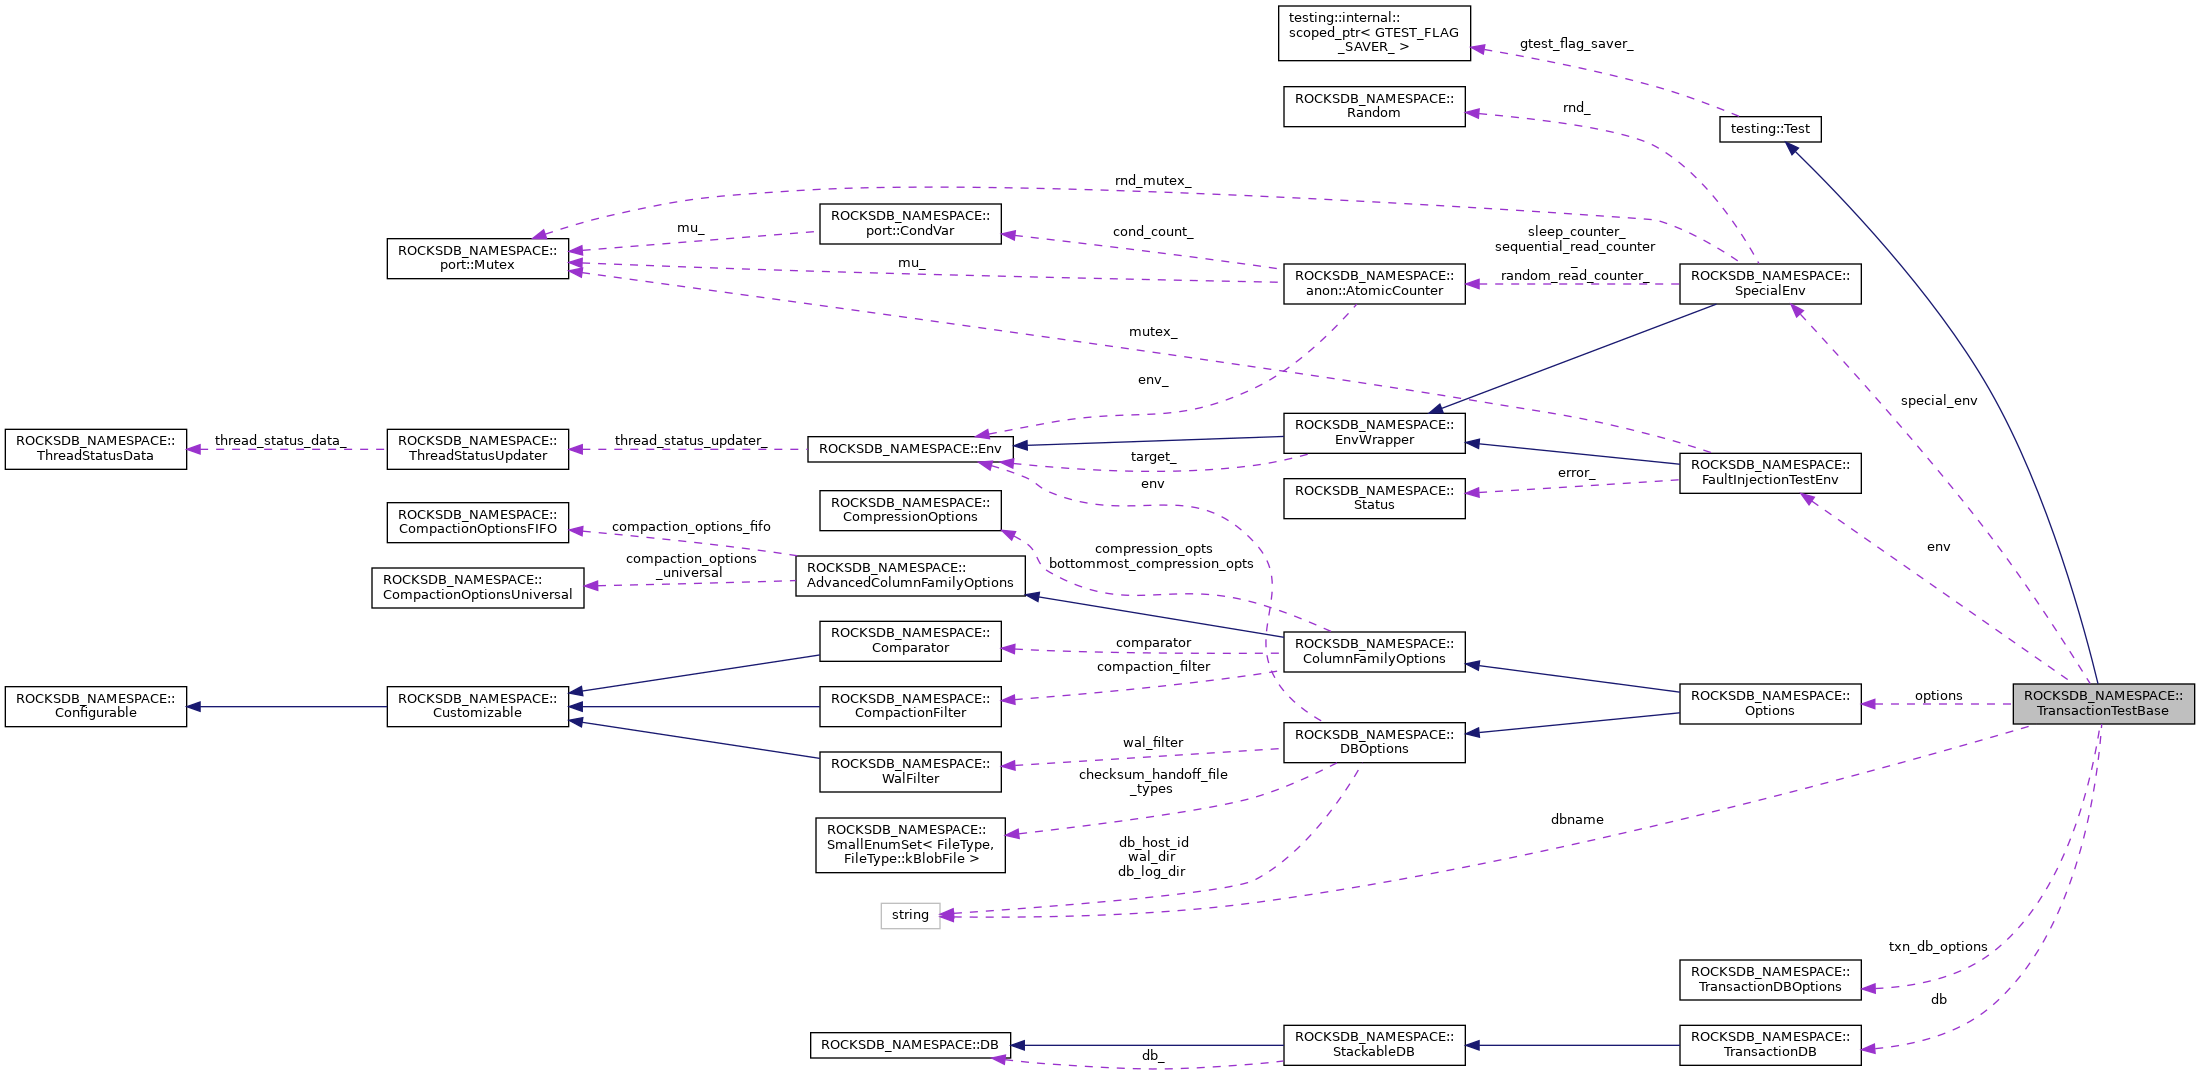 testing::internal::
scoped_ptr< GTEST_FLAG
_SAVER_ >
gtest_flag_saver_
ROCKSDB_NAMESPACE::
Random
rnd_
testing::Test
rnd_mutex_
ROCKSDB_NAMESPACE::
port::Mutex
mu_
ROCKSDB_NAMESPACE::
port::CondVar
cond_count_
mu_
ROCKSDB_NAMESPACE::
anon::AtomicCounter
sleep_counter_
sequential_read_counter
_
random_read_counter_
ROCKSDB_NAMESPACE::
SpecialEnv
mutex_
env_
special_env
ROCKSDB_NAMESPACE::
ThreadStatusData
thread_status_data_
ROCKSDB_NAMESPACE::
ThreadStatusUpdater
thread_status_updater_
ROCKSDB_NAMESPACE::Env
target_
env
ROCKSDB_NAMESPACE::
EnvWrapper
ROCKSDB_NAMESPACE::
Status
error_
ROCKSDB_NAMESPACE::
FaultInjectionTestEnv
env
ROCKSDB_NAMESPACE::
CompactionOptionsFIFO
compaction_options_fifo
ROCKSDB_NAMESPACE::
CompressionOptions
compression_opts
bottommost_compression_opts
ROCKSDB_NAMESPACE::
CompactionOptionsUniversal
compaction_options
_universal
ROCKSDB_NAMESPACE::
AdvancedColumnFamilyOptions
ROCKSDB_NAMESPACE::
Comparator
comparator
compaction_filter
ROCKSDB_NAMESPACE::
ColumnFamilyOptions
ROCKSDB_NAMESPACE::
Configurable
ROCKSDB_NAMESPACE::
Customizable
ROCKSDB_NAMESPACE::
CompactionFilter
ROCKSDB_NAMESPACE::
Options
options
ROCKSDB_NAMESPACE::
TransactionTestBase
ROCKSDB_NAMESPACE::
WalFilter
wal_filter
ROCKSDB_NAMESPACE::
DBOptions
checksum_handoff_file
_types
ROCKSDB_NAMESPACE::
SmallEnumSet< FileType,
FileType::kBlobFile >
db_host_id
wal_dir
db_log_dir
dbname
string
txn_db_options
ROCKSDB_NAMESPACE::
TransactionDBOptions
db
ROCKSDB_NAMESPACE::DB
db_
ROCKSDB_NAMESPACE::
StackableDB
ROCKSDB_NAMESPACE::
TransactionDB